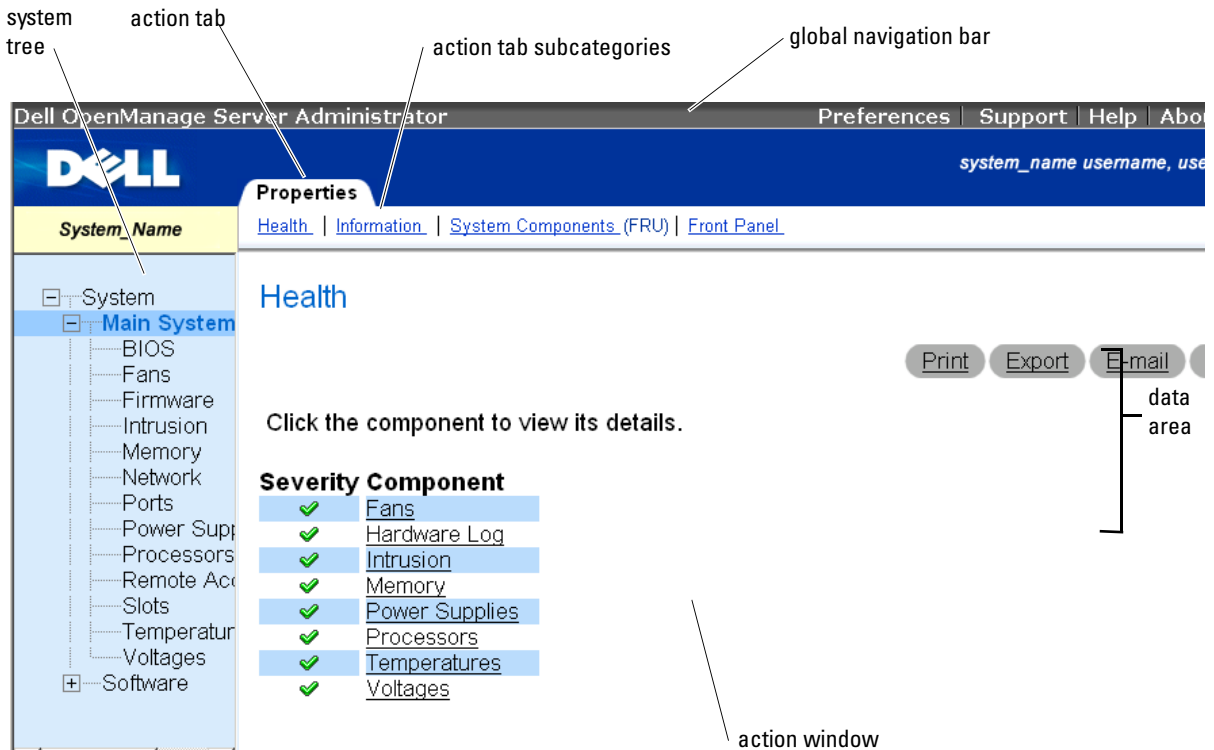 system tree
action tab
action tab subcategories
global navigation bar
Dell OpenManage Server Administrator
Preferences | Support | Help | Abo
DELL
system_name username, use
Properties
System_Name
Health | Information | System Components (FRU) | Front Panel
System
Main System
BIOS
Fans
Firmware
Intrusion
Memory
Network
Ports
Power Supp
Processors
Remote Acc
Slots
Temperatur
Voltages
Software
Health
Print
Export
E-mail
data area
Click the component to view its details.
Severity Component
Fans
Hardware Log
Intrusion
Memory
Power Supplies
Processors
Temperatures
Voltages
action window